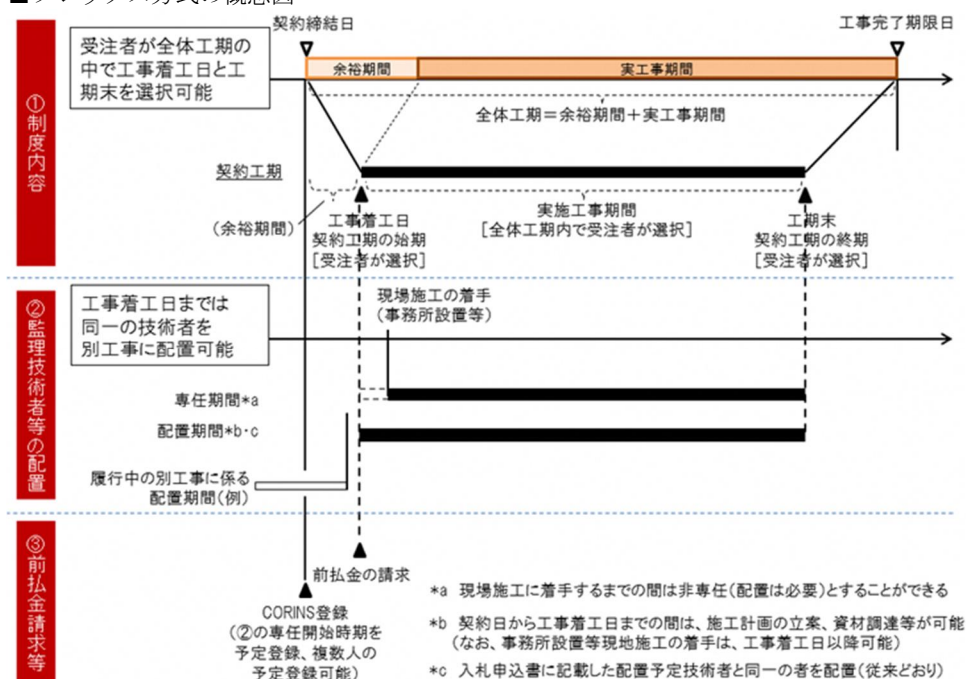 ■フレックス方式の概念図
契約締結日
工事完了期限日
①制度内容
受注者が全体工期の
中で工事着工日と工
期末を選択可能
余裕期間
実工事期間
全体工期＝余裕期間＋実工事期間
契約工期
(余裕期間)
工事着工日
契約工期の始期
[受注者が選択]
実施工事期間
[全体工期内で受注者が選択]
工期末
契約工期の終期
[受注者が選択]
②監理技術者等の配置
工事着工日までは
同一の技術者を
別工事に配置可能
現場施工の着手
(事務所設置等)
専任期間*a
配置期間*b・c
履行中の別工事に係る
配置期間(例)
③前払金請求等
前払金の請求
CORINS登録
(②の専任開始時期を
予定登録、複数人の
予定登録可能)
*a 現場施工に着手するまでの間は非専任(配置は必要)とすることができる
*b 契約日から工事着工日までの間は、施工計画の立案、資材調達等が可能
(なお、事務所設置等現地施工の着手は、工事着工日以降可能)
*c 入札申込書に記載した配置予定技術者と同一の者を配置(従来どおり)